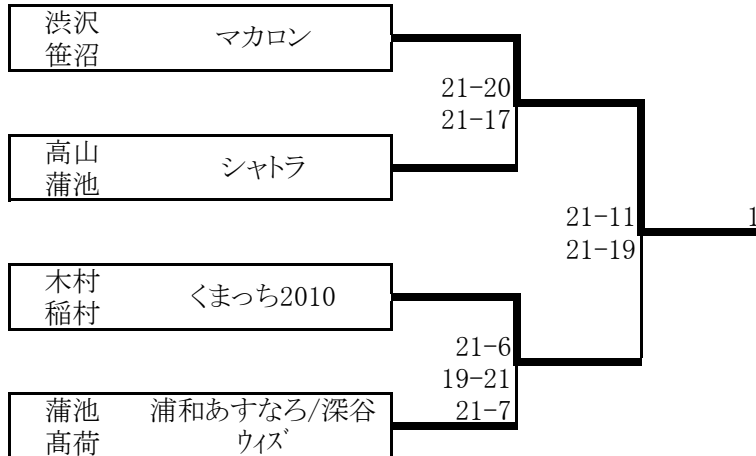 渋沢
笹沼
マカロン
21-20
21-17
高山
蒲池
シャトラ
21-11
21-19
1
木村
稲村
くまっち2010
21-6
19-21
21-7
蒲池
髙荷
浦和あすなろ/深谷
ウィズ